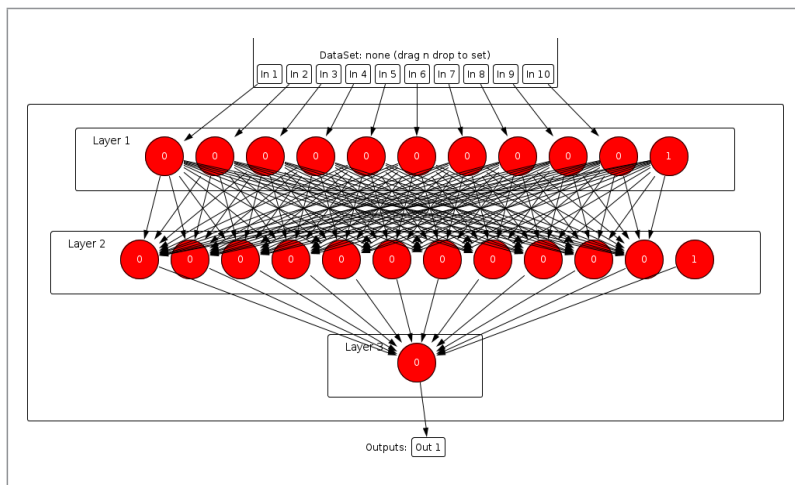 DataSet: none (drag n drop to set)
In 1 In 2 In 3 In 4 In 5 In 6 In 7 In 8 In 9 In 10
Layer 1
0 0 0 0 0 0 0 0 0 0 1
Layer 2
0 0 0 0 0 0 0 0 0 0 0 1
Layer 3
0
Outputs: Out 1